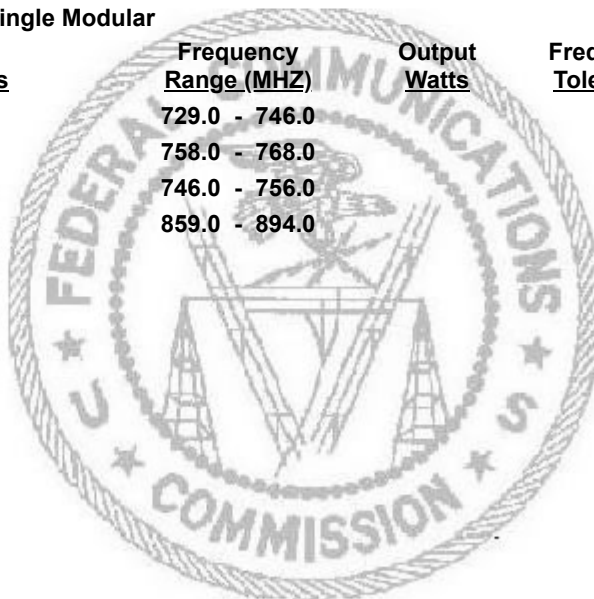 ingle Modular
Frequency Output Freq
s Range (MHZ) Watts Tole
729.0 - 746.0
758.0 - 768.0
746.0 - 756.0
859.0 - 894.0
FEDERAL COMMUNICATIONS
COMMISSION
U S